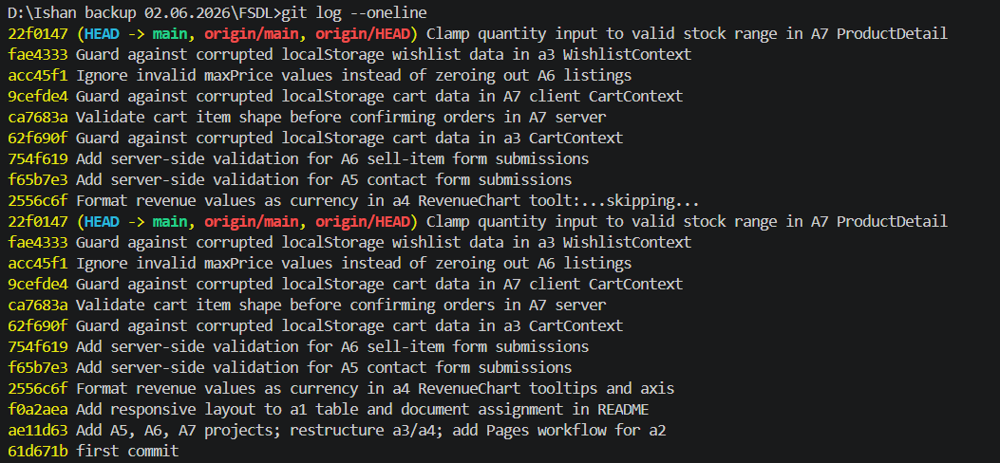 D:\Ishan backup 02.06.2026\FSDL>git log --oneline
22f0147 (HEAD -> main, origin/main, origin/HEAD) Clamp quantity input to valid stock range in A7 ProductDetail
fae4333 Guard against corrupted localStorage wishlist data in a3 WishlistContext
acc45f1 Ignore invalid maxPrice values instead of zeroing out A6 listings
9cefde4 Guard against corrupted localStorage cart data in A7 client CartContext
ca7683a Validate cart item shape before confirming orders in A7 server
62f690f Guard against corrupted localStorage cart data in a3 CartContext
754f619 Add server-side validation for A6 sell-item form submissions
f65b7e3 Add server-side validation for A5 contact form submissions
2556c6f Format revenue values as currency in a4 RevenueChart toolt:...skipping...
22f0147 (HEAD -> main, origin/main, origin/HEAD) Clamp quantity input to valid stock range in A7 ProductDetail
fae4333 Guard against corrupted localStorage wishlist data in a3 WishlistContext
acc45f1 Ignore invalid maxPrice values instead of zeroing out A6 listings
9cefde4 Guard against corrupted localStorage cart data in A7 client CartContext
ca7683a Validate cart item shape before confirming orders in A7 server
62f690f Guard against corrupted localStorage cart data in a3 CartContext
754f619 Add server-side validation for A6 sell-item form submissions
f65b7e3 Add server-side validation for A5 contact form submissions
2556c6f Format revenue values as currency in a4 RevenueChart tooltips and axis
f0a2aea Add responsive layout to a1 table and document assignment in README
ae11d63 Add A5, A6, A7 projects; restructure a3/a4; add Pages workflow for a2
61d671b first commit